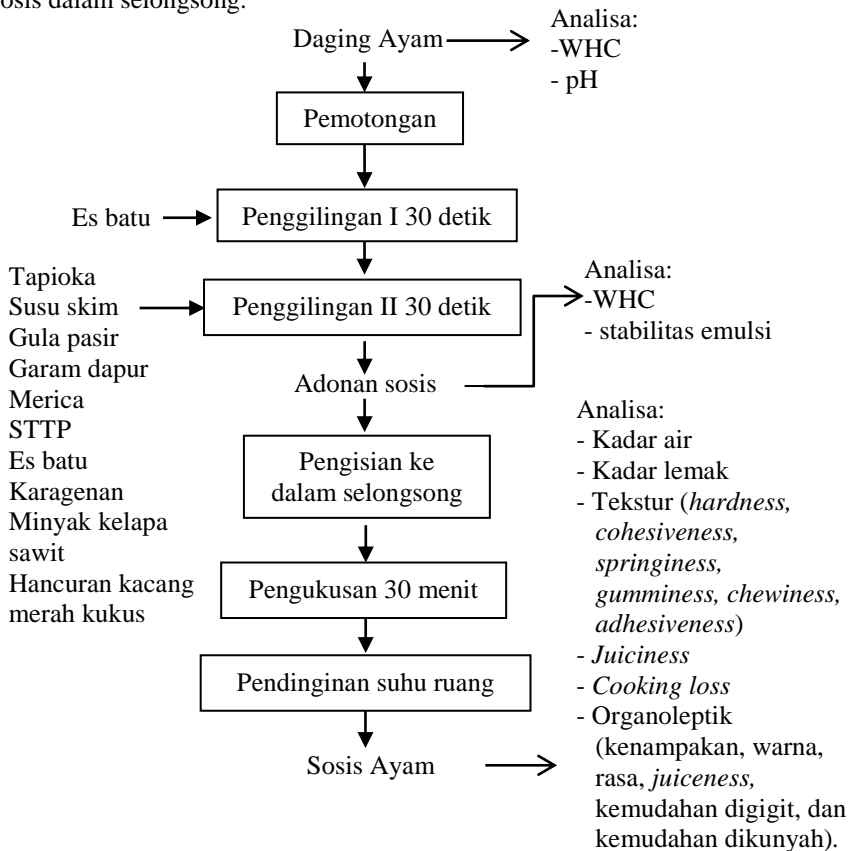 osis dalam selongsong.
Daging Ayam
Analisa:
-WHC
- pH
Pemotongan
Es batu
Penggilingan I 30 detik
Tapioka
Susu skim
Gula pasir
Garam dapur
Merica
STTP
Es batu
Karagenan
Minyak kelapa
sawit
Hancuran kacang
merah kukus
Penggilingan II 30 detik
Analisa:
-WHC
- stabilitas emulsi
Adonan sosis
Pengisian ke
dalam selongsong
Pengukusan 30 menit
Pendinginan suhu ruang
Sosis Ayam
Analisa:
- Kadar air
- Kadar lemak
- Tekstur (hardness,
cohesiveness,
springiness,
gumminess, chewiness,
adhesiveness)
- Juiciness
- Cooking loss
- Organoleptik
(kenampakan, warna,
rasa, juiceness,
kemudahan digigit, dan
kemudahan dikunyah).